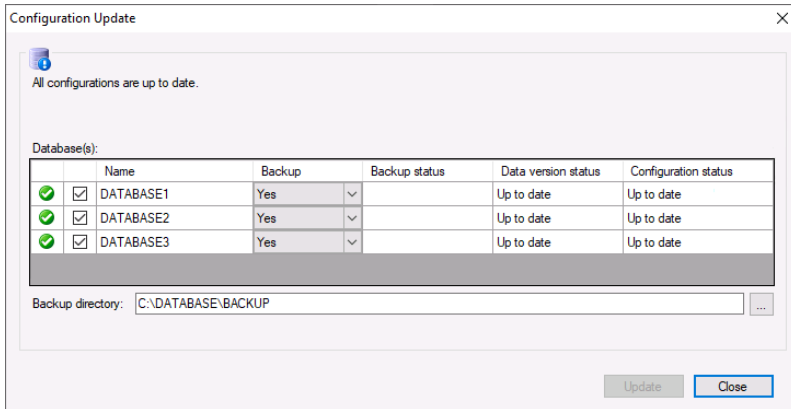 Configuration Update
All configurations are up to date.
Database(s):
Name Backup Backup status Data version status Configuration status
DATABASE1 Yes Up to date Up to date
DATABASE2 Yes Up to date Up to date
DATABASE3 Yes Up to date Up to date
Backup directory: C:\DATABASE\BACKUP ...
Update Close